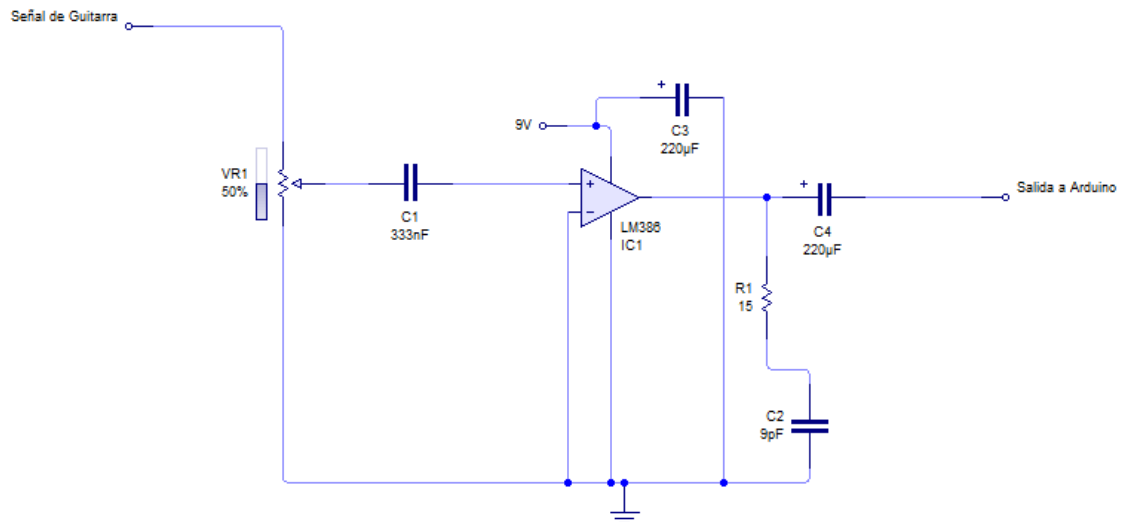 Señal de Guitarra
+
9V
C3
220µF
VR1
50%
C1
333nF
+
−
LM386
IC1
+
C4
220µF
Salida a Arduino
R1
15
C2
9pF